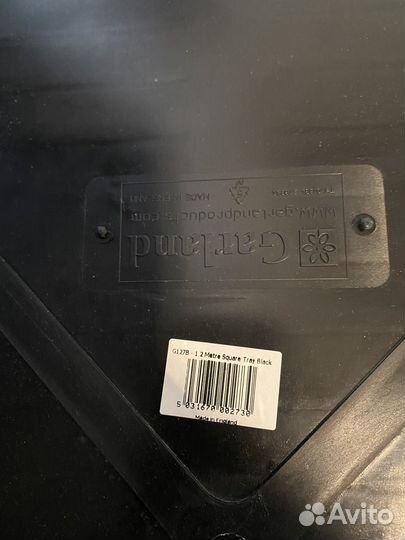 Garland
www.garlandproducts.com
MADE IN ENGLAND
G127B - 1.2 Metre Square Tray Black
5 031670 002730
Made in England
Avito